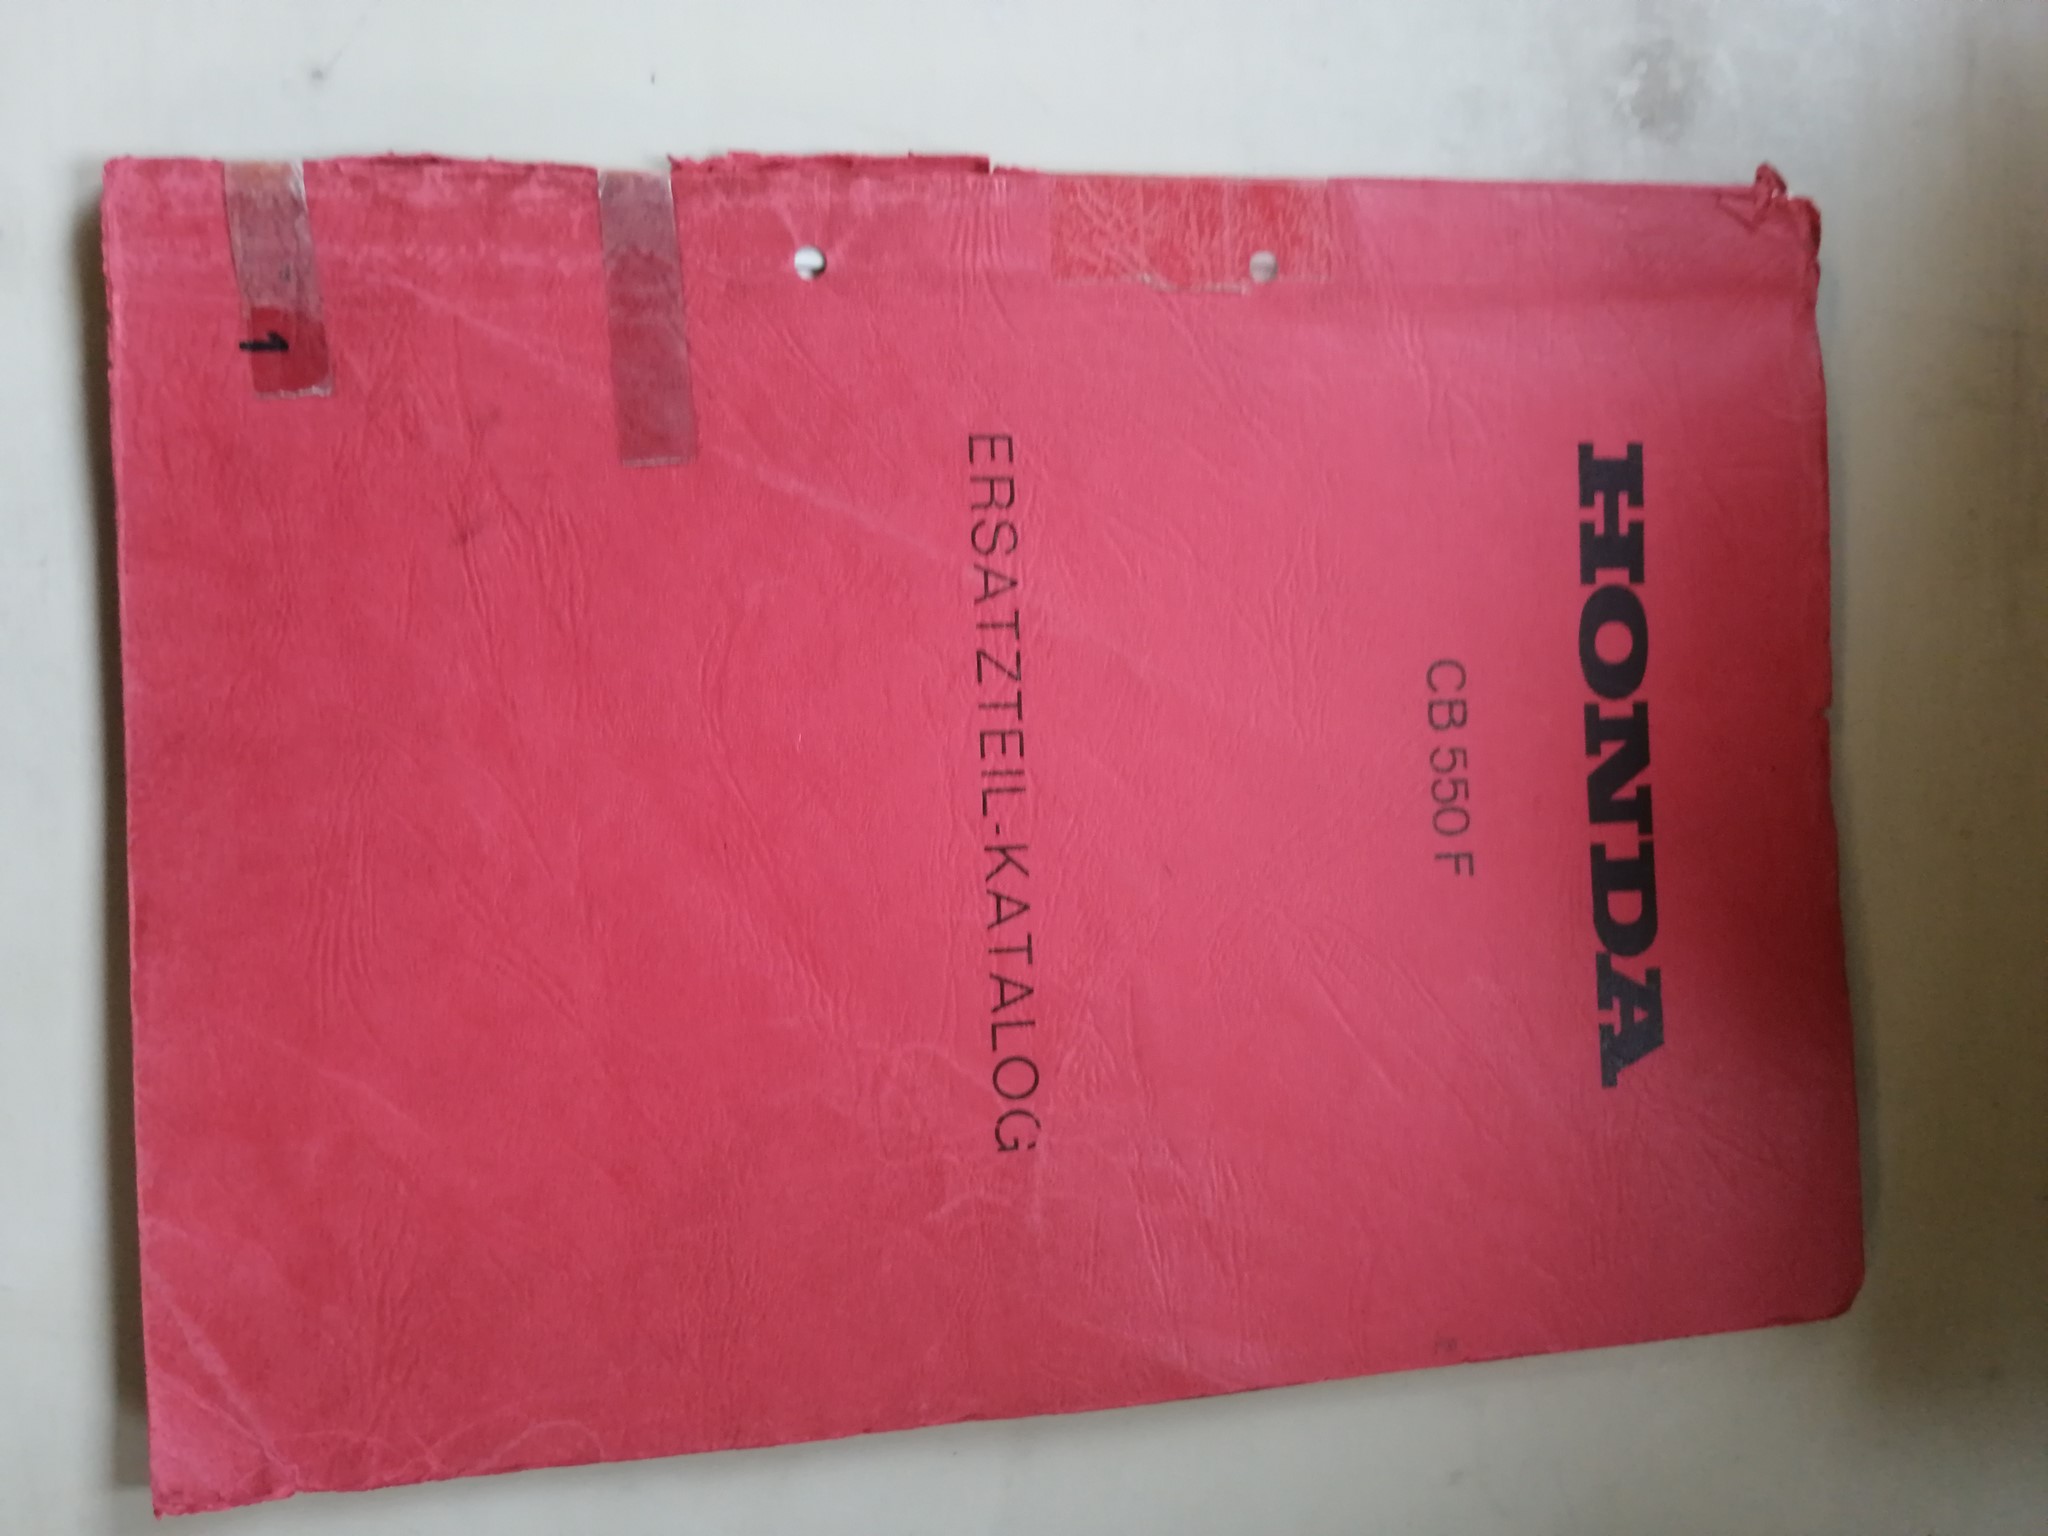 HONDA
CB 550 F
ERSATZTEIL-KATALOG
1